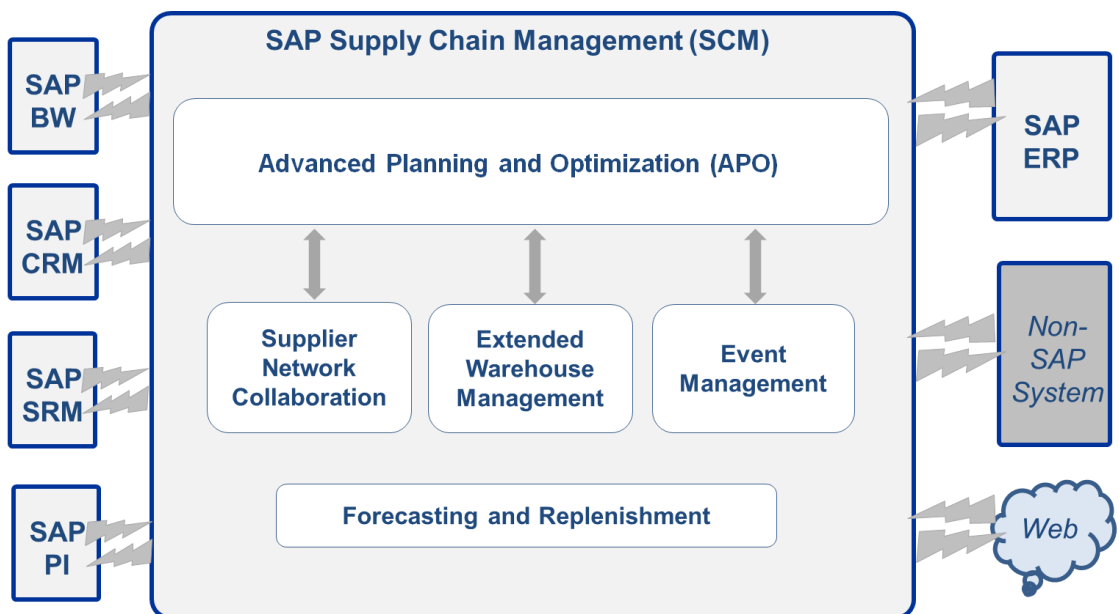 SAP Supply Chain Management (SCM)
SAP
BW
SAP
CRM
SAP
SRM
SAP
PI
Advanced Planning and Optimization (APO)
Supplier
Network
Collaboration
Extended
Warehouse
Management
Event
Management
Forecasting and Replenishment
SAP
ERP
Non-
SAP
System
Web